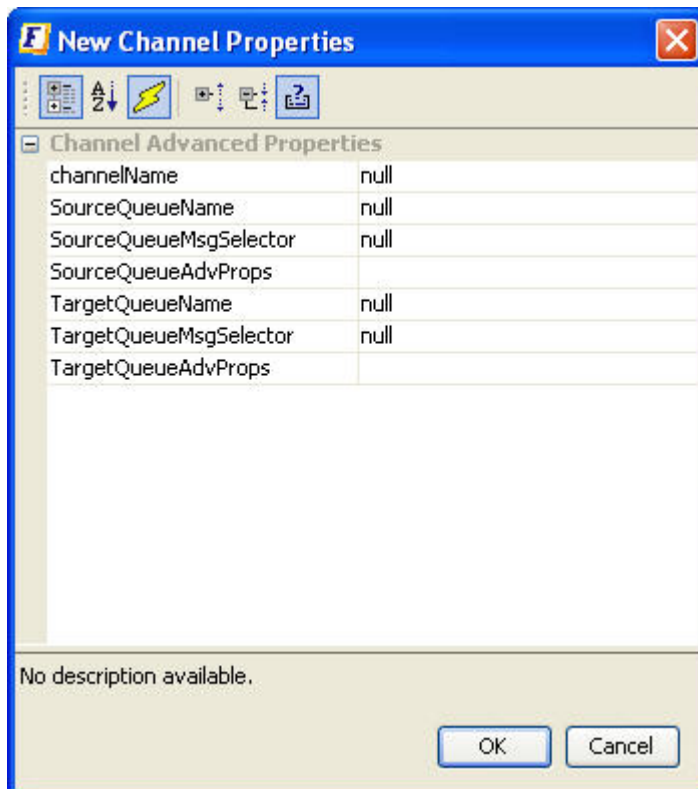 New Channel Properties
Channel Advanced Properties
channelName null
SourceQueueName null
SourceQueueMsgSelector null
SourceQueueAdvProps
TargetQueueName null
TargetQueueMsgSelector null
TargetQueueAdvProps
No description available.
OK Cancel